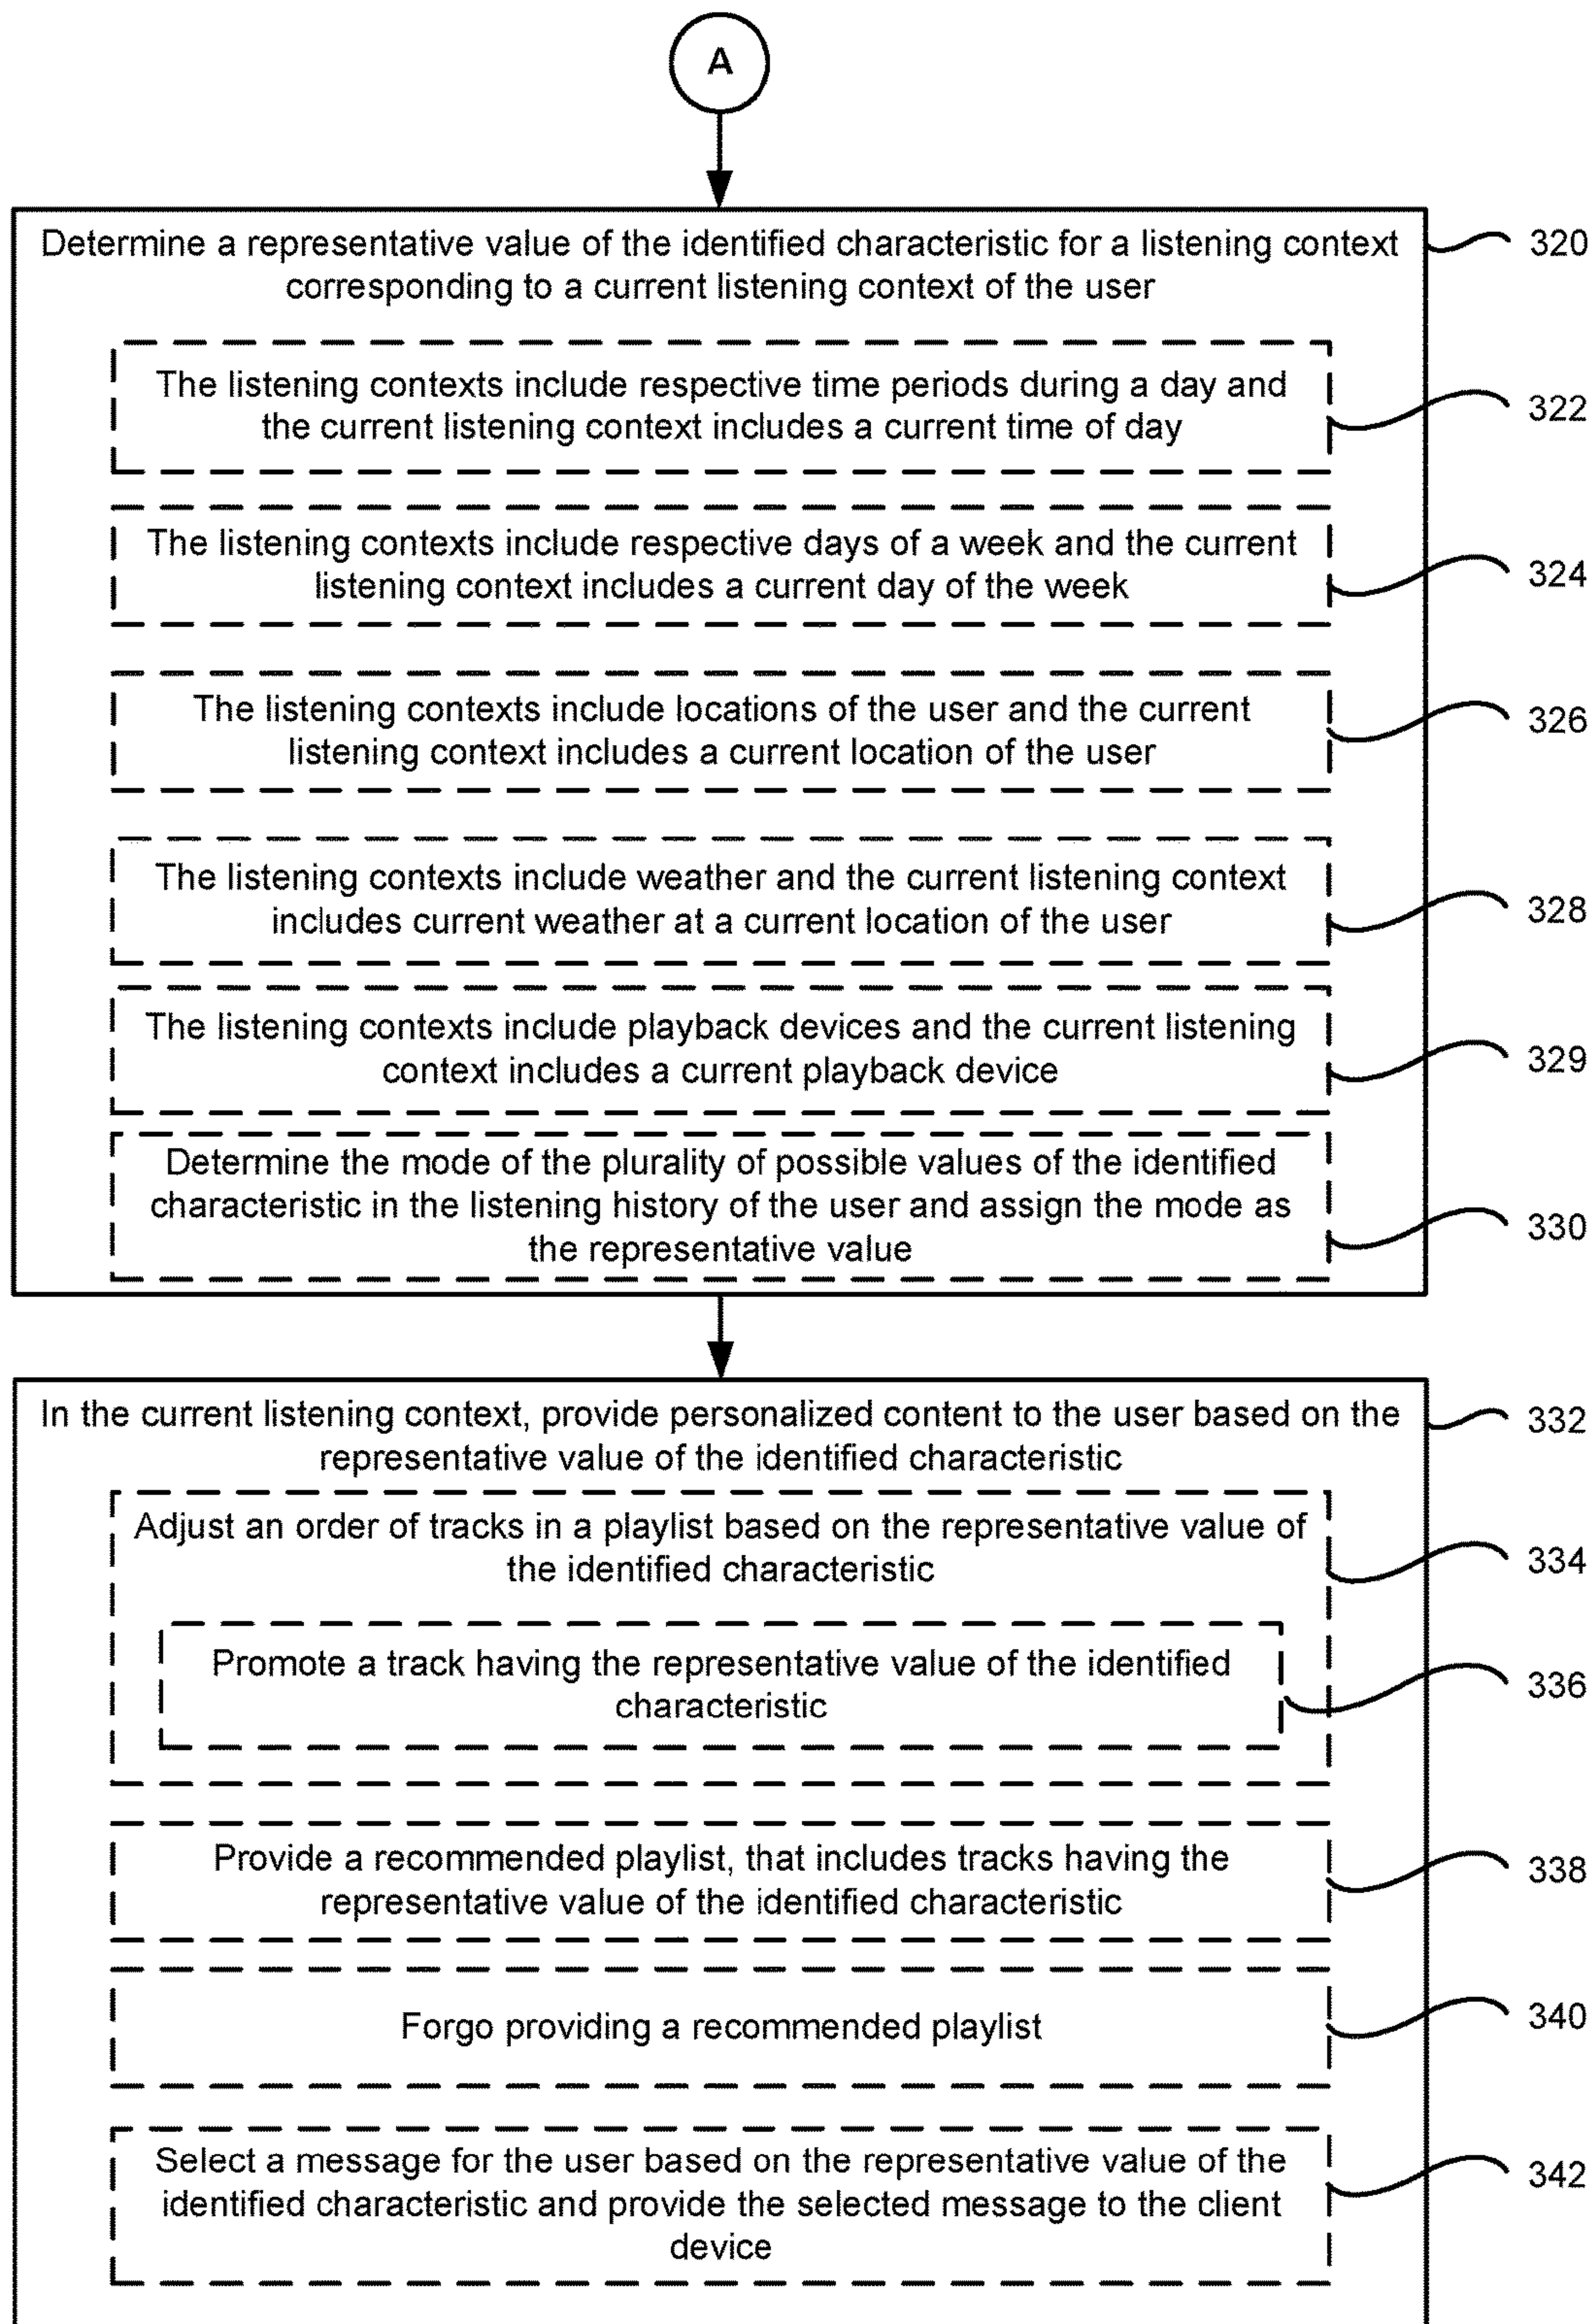 A
Determine a representative value of the identified characteristic for a listening context
corresponding to a current listening context of the user
320
The listening contexts include respective time periods during a day and
the current listening context includes a current time of day
322
The listening contexts include respective days of a week and the current
listening context includes a current day of the week
324
The listening contexts include locations of the user and the current
listening context includes a current location of the user
326
The listening contexts include weather and the current listening context
includes current weather at a current location of the user
328
The listening contexts include playback devices and the current listening
context includes a current playback device
329
Determine the mode of the plurality of possible values of the identified
characteristic in the listening history of the user and assign the mode as
the representative value
330
In the current listening context, provide personalized content to the user based on the
representative value of the identified characteristic
332
Adjust an order of tracks in a playlist based on the representative value of
the identified characteristic
334
Promote a track having the representative value of the identified
characteristic
336
Provide a recommended playlist, that includes tracks having the
representative value of the identified characteristic
338
Forgo providing a recommended playlist
340
Select a message for the user based on the representative value of the
identified characteristic and provide the selected message to the client
device
342